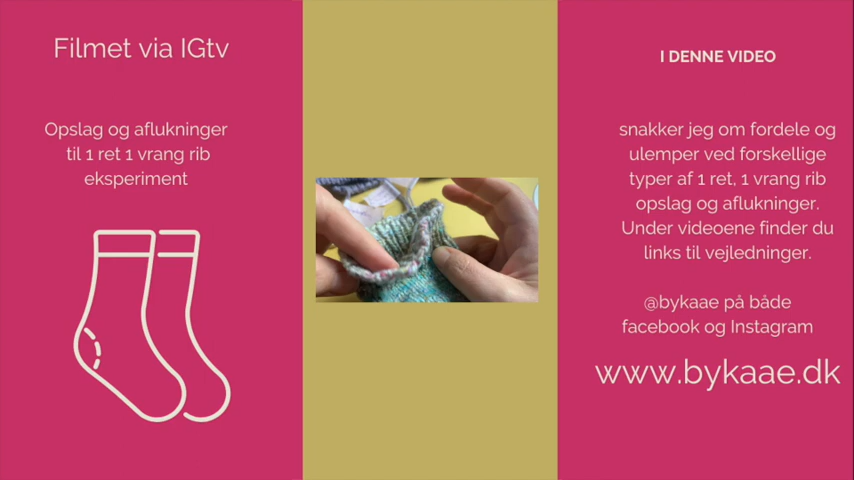 Filmet via IGtv
Opslag og aflukninger
til 1 ret 1 vrang rib
eksperiment
I DENNE VIDEO
snakker jeg om fordele og
ulemper ved forskellige
typer af 1 ret, 1 vrang rib
opslag og aflukninger.
Under videoene finder du
links til vejledninger.
@bykaae på både
facebook og Instagram
www.bykaae.dk